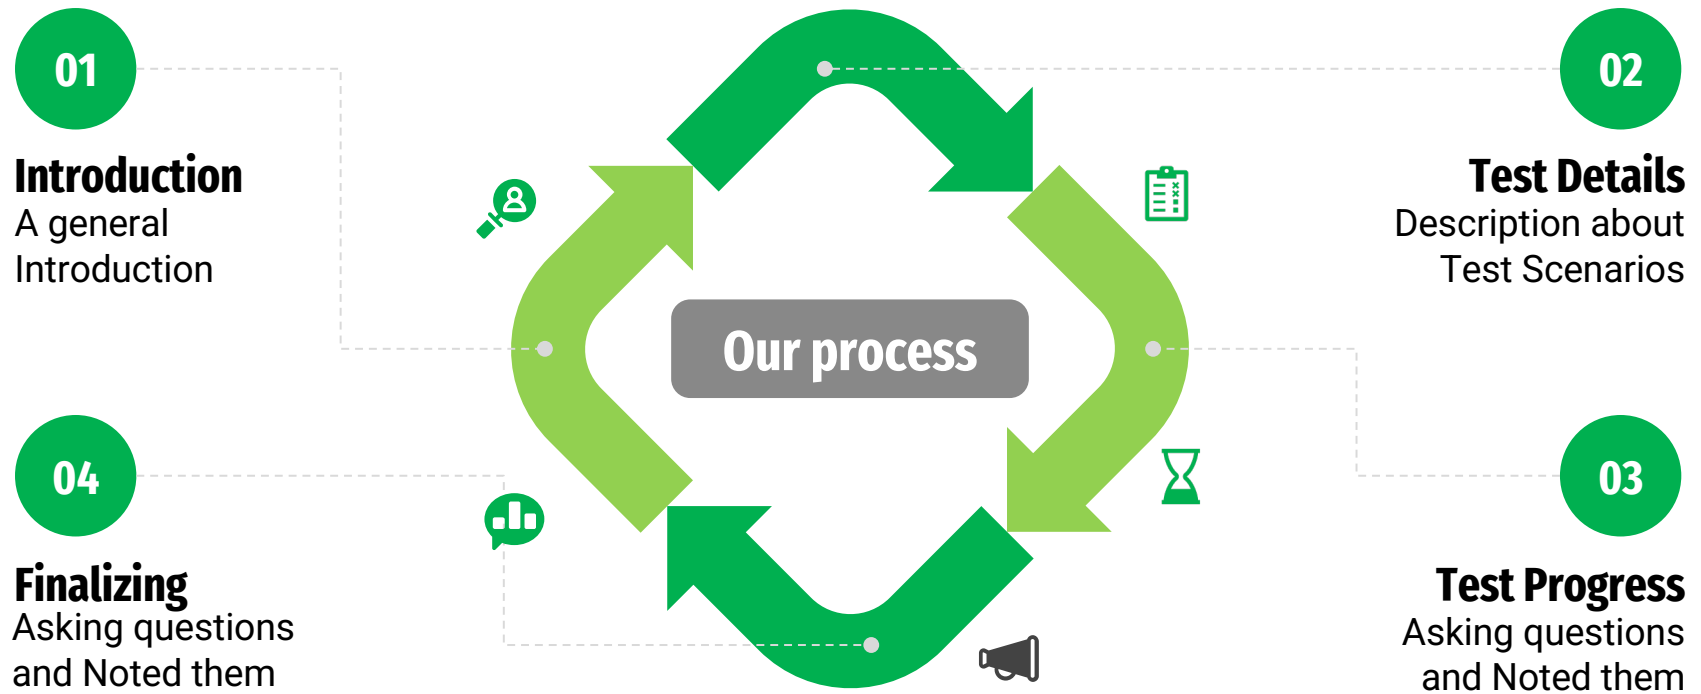 01
Introduction
A general
Introduction
02
Test Details
Description about
Test Scenarios
Our process
04
Finalizing
Asking questions
and Noted them
03
Test Progress
Asking questions
and Noted them